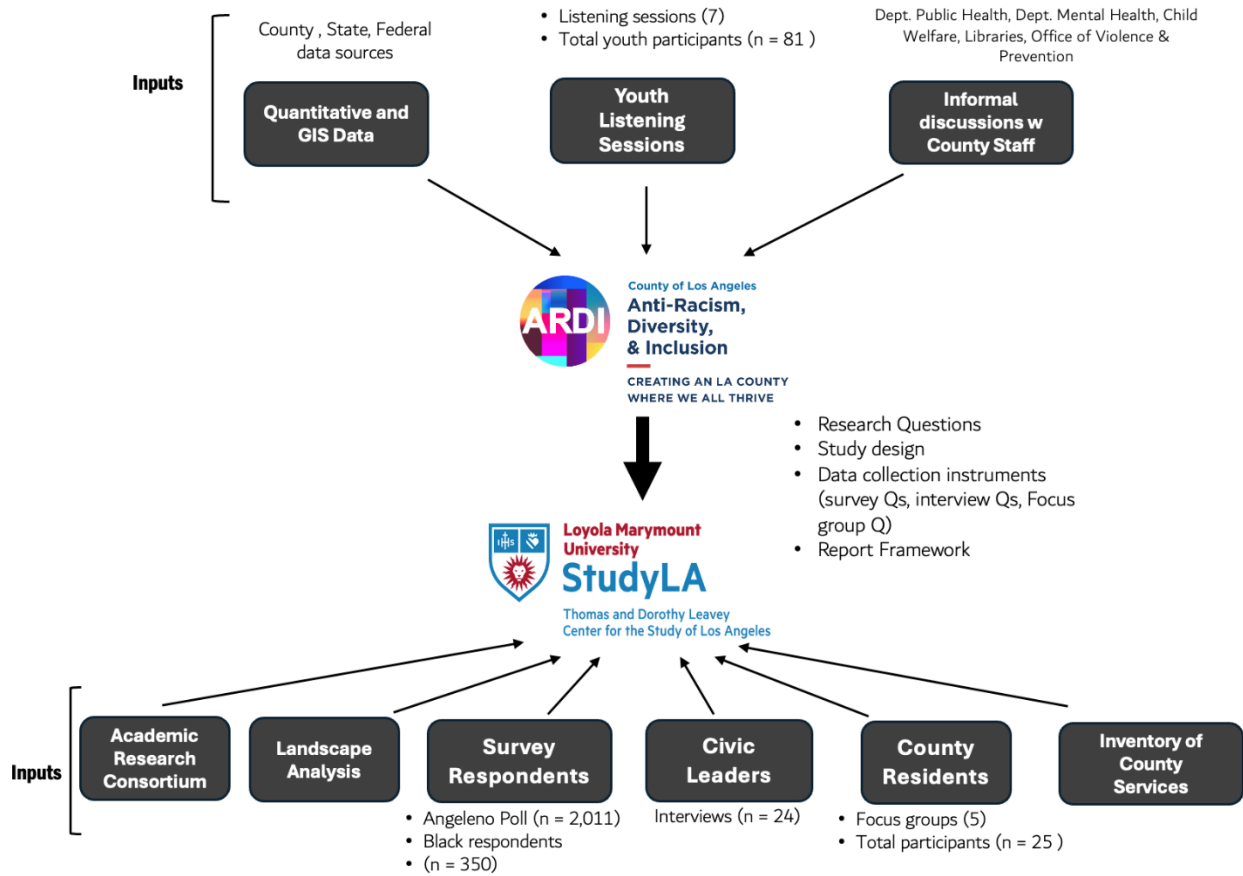 County , State, Federal
data sources
• Listening sessions (7)
• Total youth participants (n = 81 )
Dept. Public Health, Dept. Mental Health, Child
Welfare, Libraries, Office of Violence &
Prevention
Inputs
Quantitative and
GIS Data
Youth
Listening
Sessions
Informal
discussions w
County Staff
ARDI
County of Los Angeles
Anti-Racism,
Diversity,
& Inclusion
CREATING AN LA COUNTY
WHERE WE ALL THRIVE
• Research Questions
• Study design
• Data collection instruments
(survey Qs, interview Qs, Focus
group Q)
• Report Framework
IHS
Loyola Marymount
University
StudyLA
Thomas and Dorothy Leavey
Center for the Study of Los Angeles
Inputs
Academic
Research
Consortium
Landscape
Analysis
Survey
Respondents
Civic
Leaders
County
Residents
Inventory of
County
Services
• Angeleno Poll (n = 2,011)
• Black respondents
• (n = 350)
Interviews (n = 24)
• Focus groups (5)
• Total participants (n = 25 )